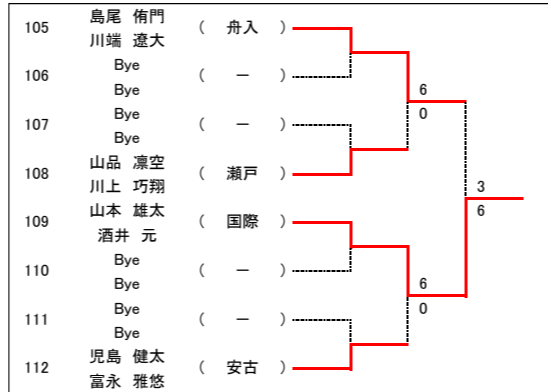 105 島尾 侑門 ( 舟入 )
川端 遼大
106 Bye ( ー )
Bye
6
0
107 Bye ( ー )
Bye
108 山品 凛空 ( 瀬戸 )
川上 巧翔
3
6
109 山本 雄太 ( 国際 )
酒井 元
110 Bye ( ー )
Bye
6
0
111 Bye ( ー )
Bye
112 児島 健太 ( 安古 )
富永 雅悠